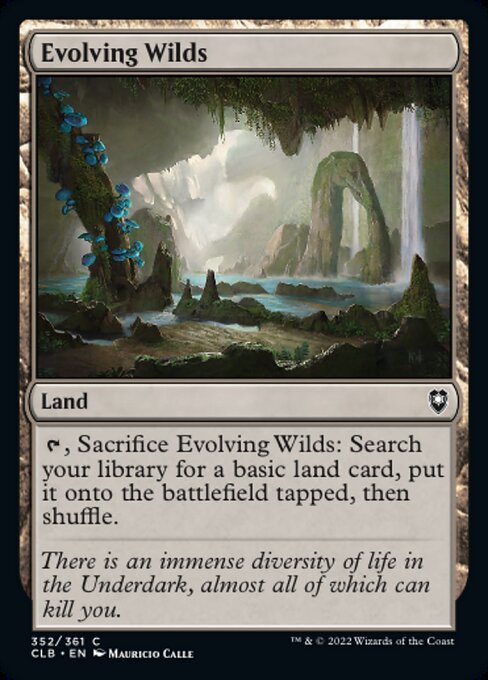 Evolving Wilds
Land
, Sacrifice Evolving Wilds: Search
your library for a basic land card, put
it onto the battlefield tapped, then
shuffle.
There is an immense diversity of life in
the Underdark, almost all of which can
kill you.
352/361 C
CLB • EN Mauricio Calle
™ & © 2022 Wizards of the Coast